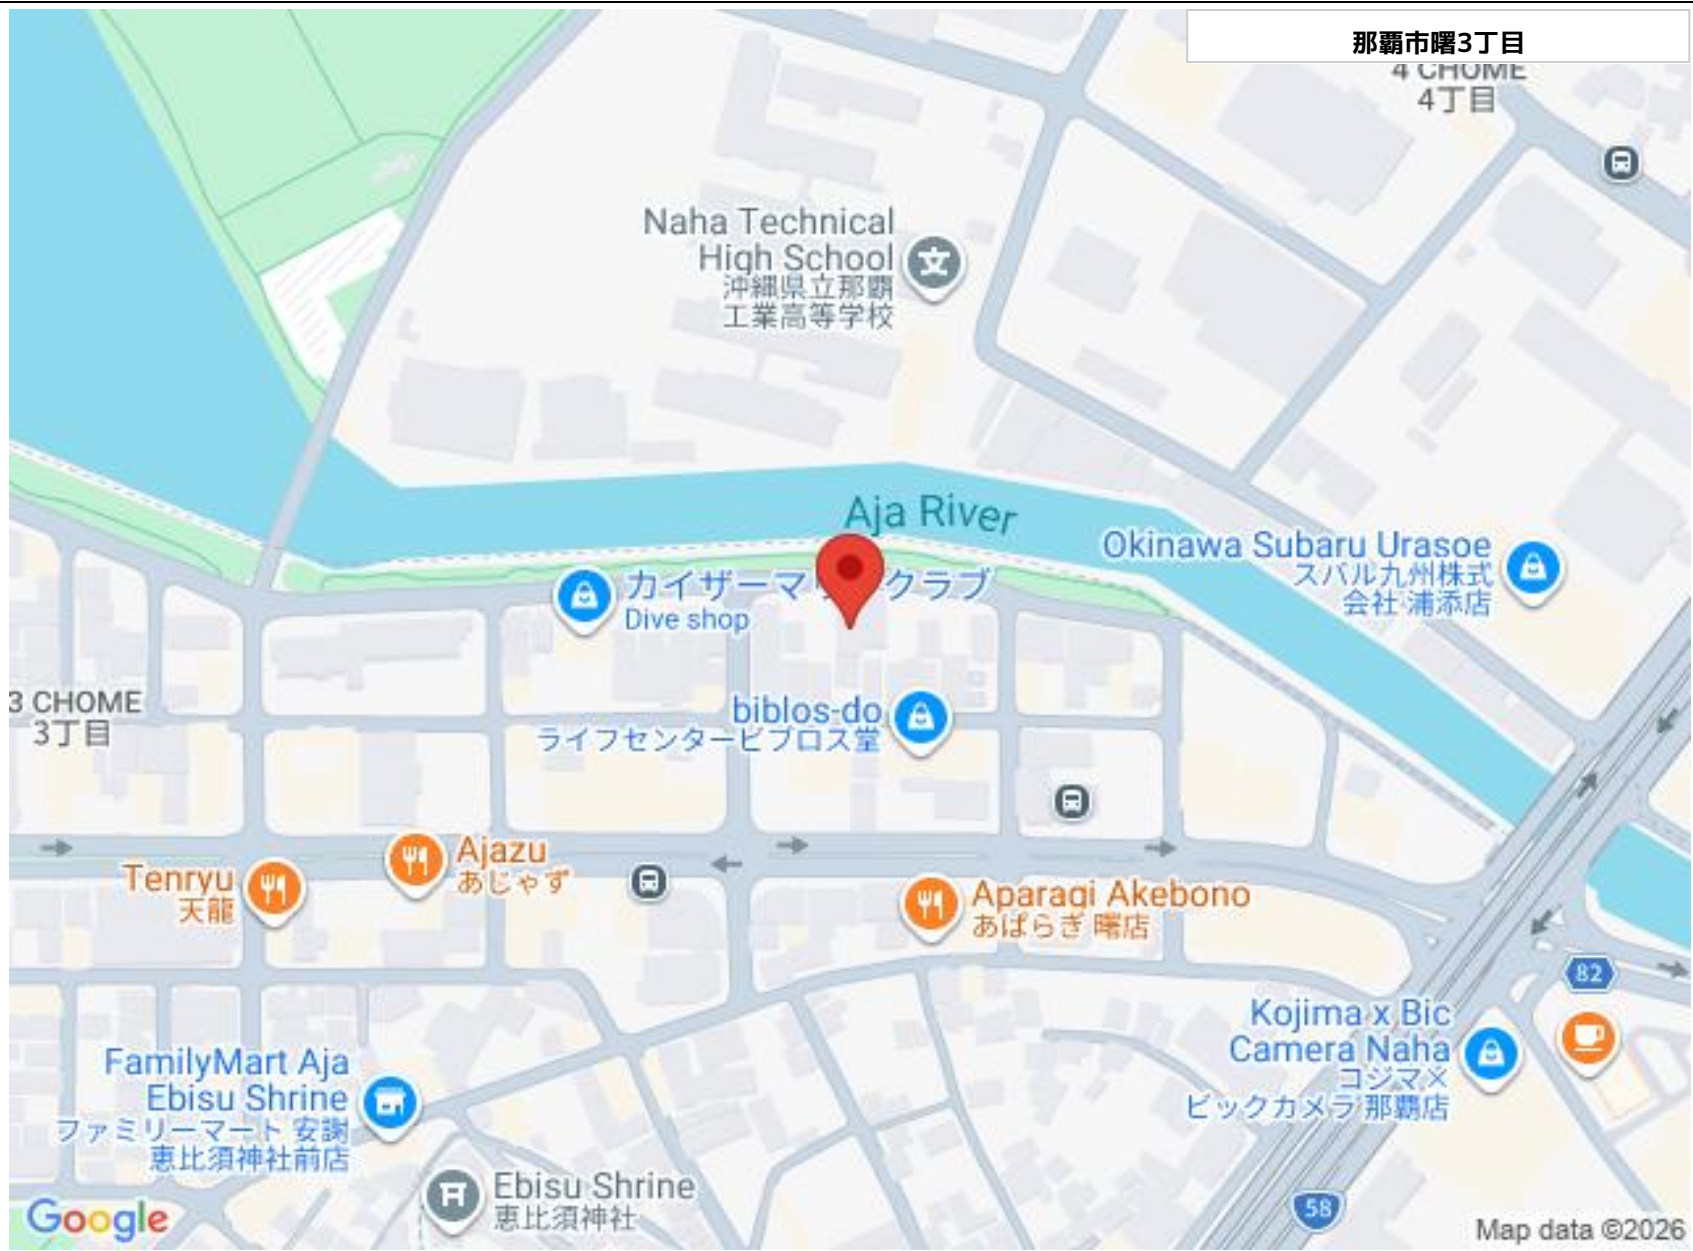 那覇市曙3丁目
4 CHOME
4丁目
Naha Technical
High School
沖縄県立那覇
工業高等学校
Aja River
Okinawa Subaru Urasoe
スバル九州株式
会社 浦添店
カイザーマリ クラブ
Dive shop
3 CHOME
3丁目
biblos-do
ライフセンタービブロス堂
Ajazu
あじゃず
Tenryu
天龍
Aparagi Akebono
あぱらぎ 曙店
82
Kojima x Bic
Camera Naha
コジマ×
ビックカメラ 那覇店
FamilyMart Aja
Ebisu Shrine
ファミリーマート 安謝
恵比須神社前店
Ebisu Shrine
恵比須神社
58
Google
Map data ©2026